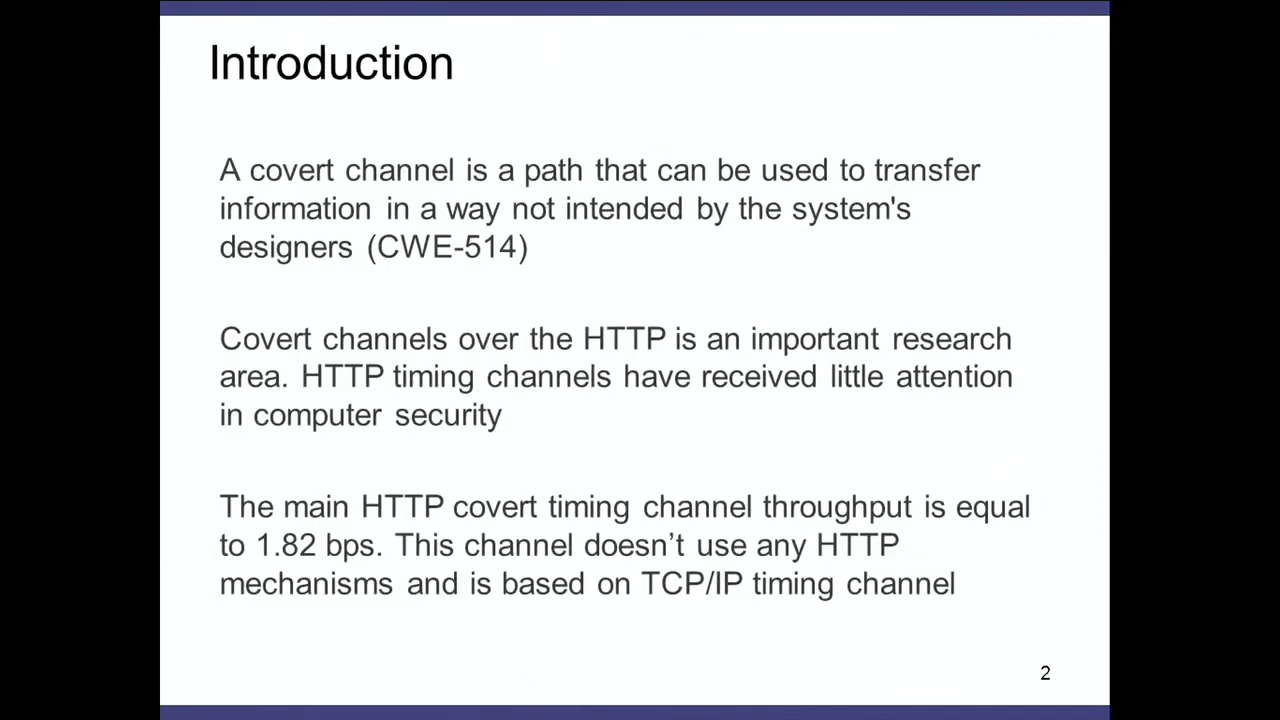 Introduction
A covert channel is a path that can be used to transfer
information in a way not intended by the system's
designers (CWE-514)
Covert channels over the HTTP is an important research
area. HTTP timing channels have received little attention
in computer security
The main HTTP covert timing channel throughput is equal
to 1.82 bps. This channel doesn’t use any HTTP
mechanisms and is based on TCP/IP timing channel
2